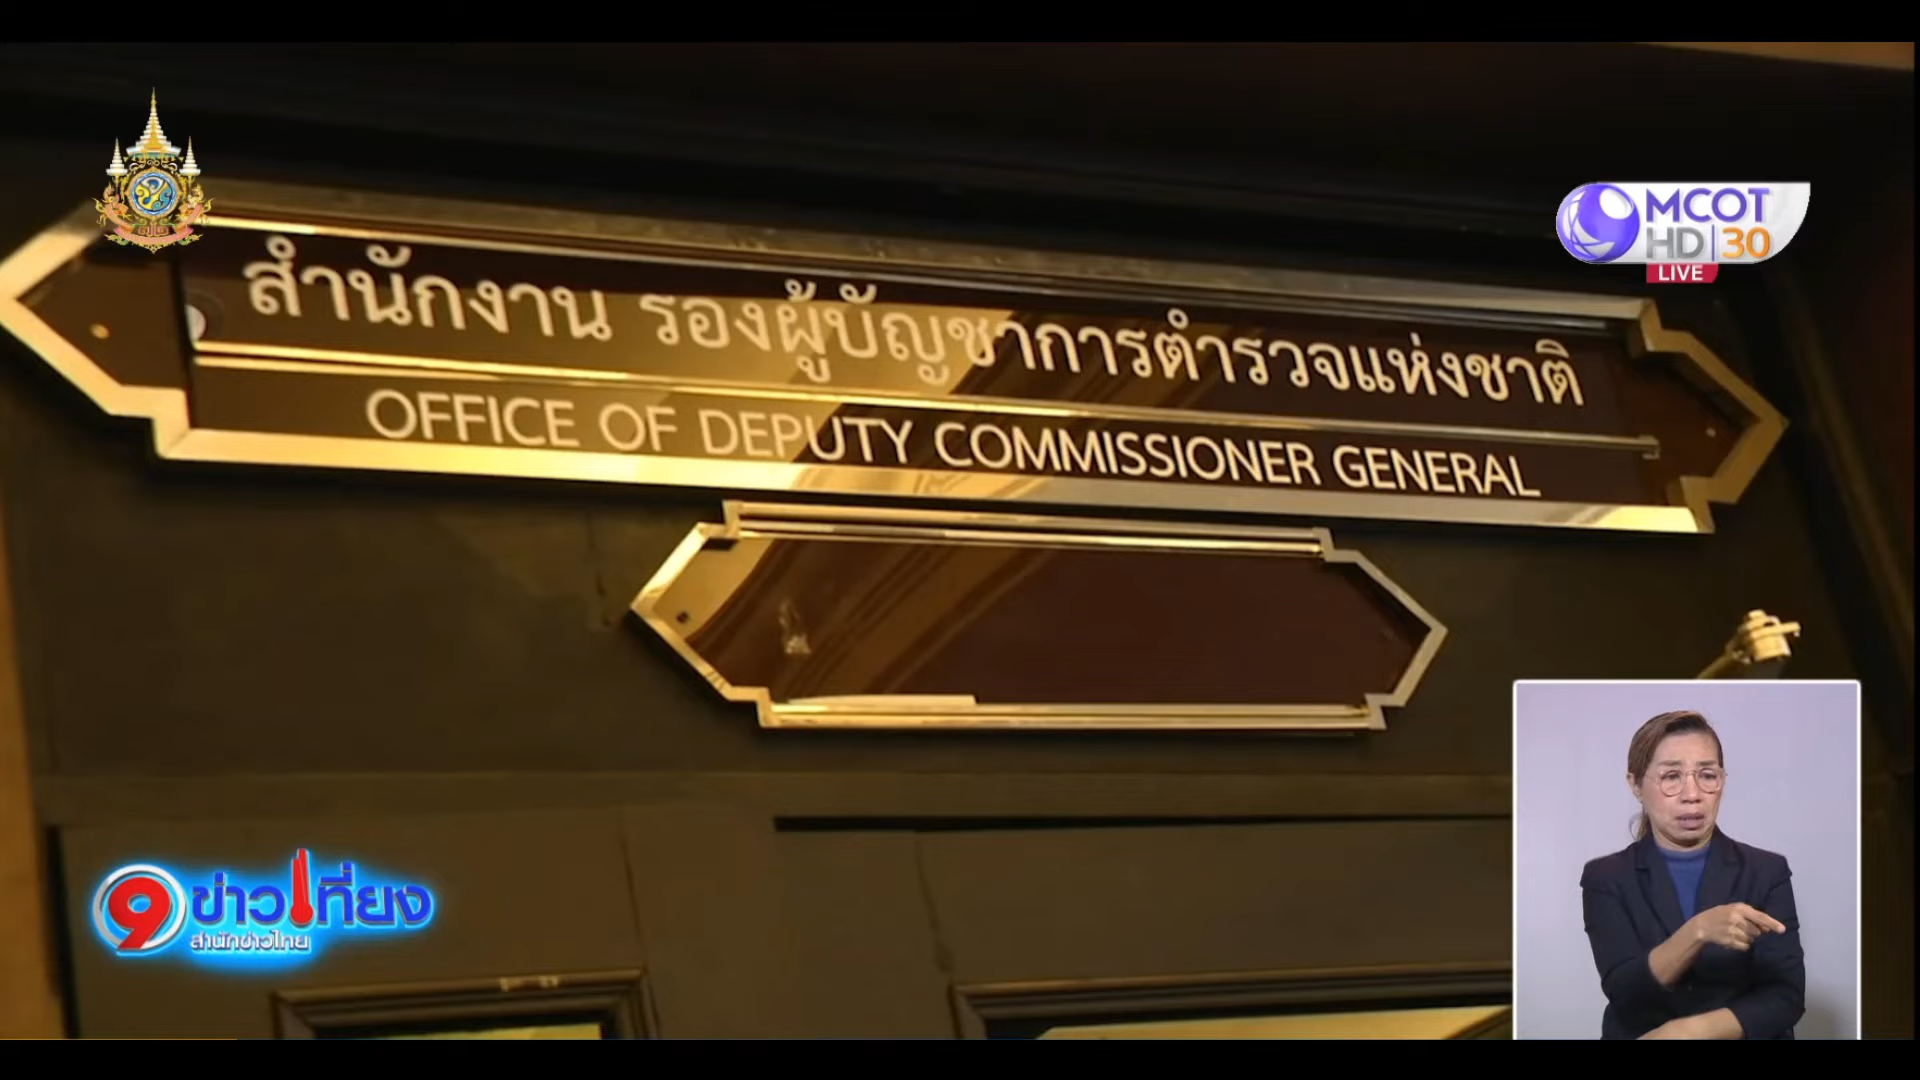 MCOT
HD 30
LIVE
สำนักงาน รองผู้บัญชาการตำรวจแห่งชาติ
OFFICE OF DEPUTY COMMISSIONER GENERAL
9 ข่าวเที่ยง
สำนักข่าวไทย